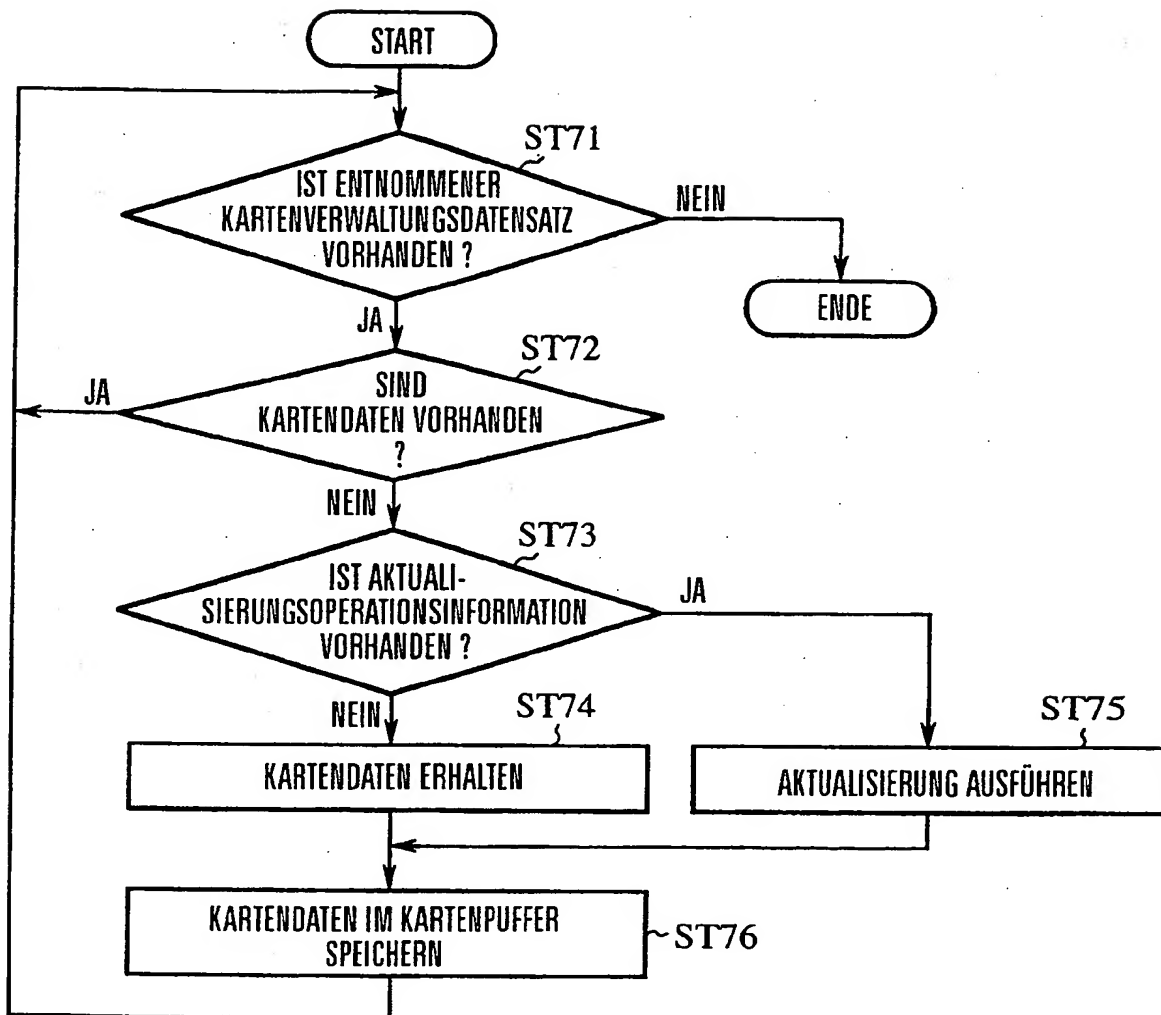 START
ST71
IST ENTNOMMENER
KARTENVERWALTUNGSDATENSATZ
VORHANDEN ?
NEIN
ENDE
JA
ST72
JA
SIND
KARTENDATEN VORHANDEN
?
NEIN
ST73
IST AKTUALI-
SIERUNGSOPERATIONSINFORMATION
VORHANDEN ?
JA
NEIN
ST74
KARTENDATEN ERHALTEN
ST75
AKTUALISIERUNG AUSFÜHREN
KARTENDATEN IM KARTENPUFFER
SPEICHERN
ST76